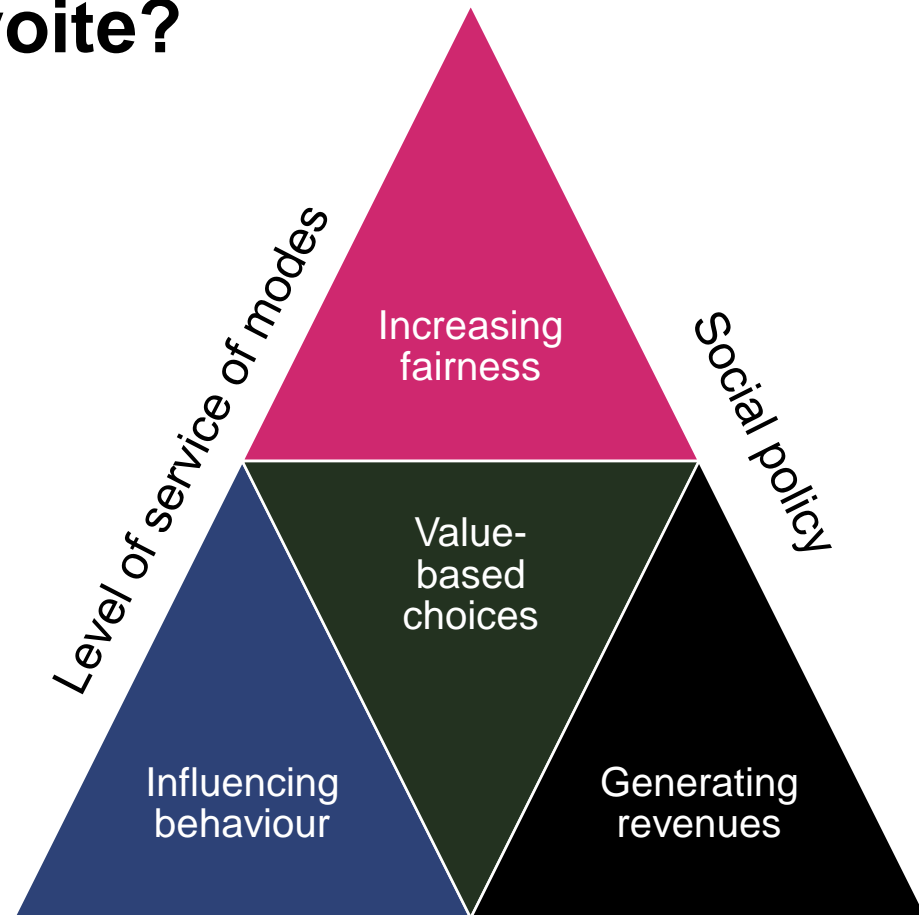 voite?
Level of service of modes
Social policy
Increasing
fairness
Value-
based
choices
Influencing
behaviour
Generating
revenues